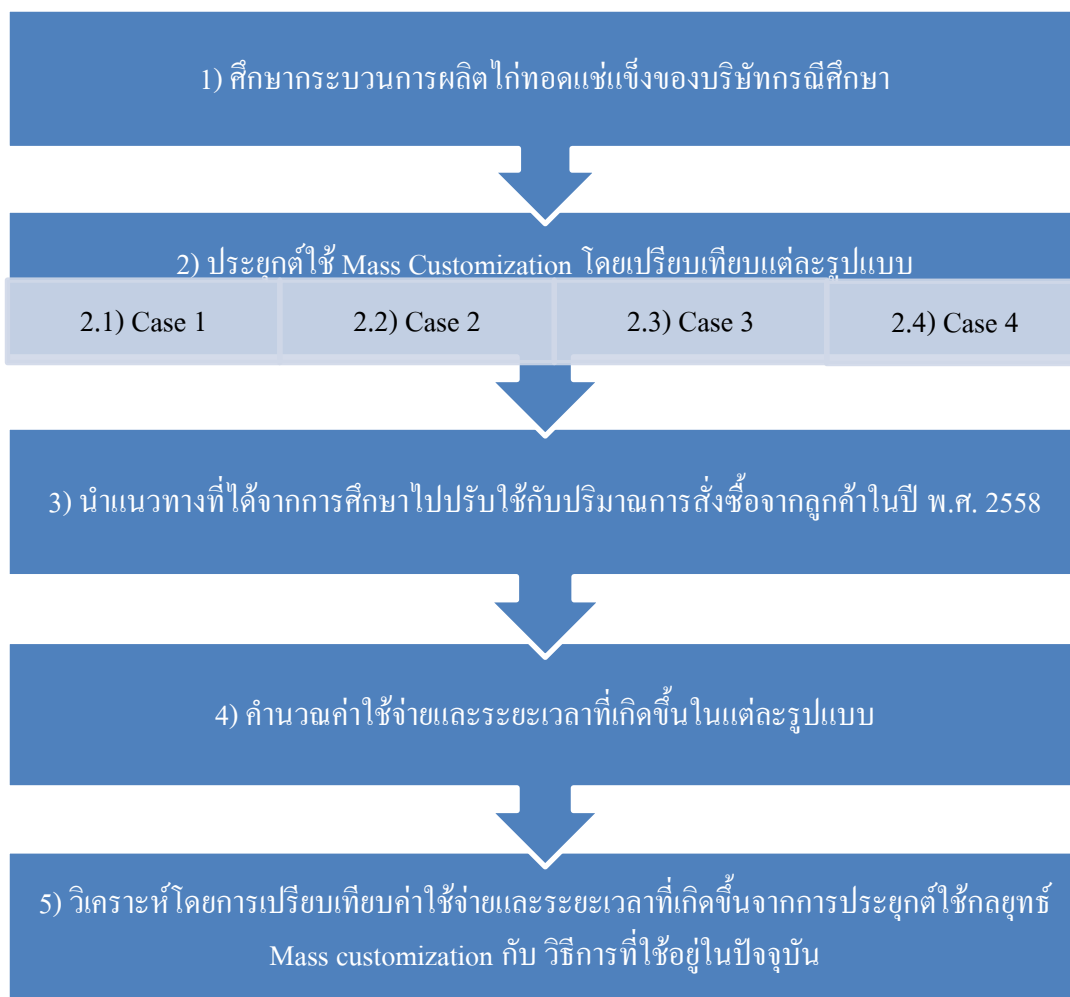 1) ศึกษากระบวนการผลิตไก่ทอดแช่แข็งของบริษัทกรณีศึกษา
2) ประยุกต์ใช้ Mass Customization โดยเปรียบเทียบแต่ละรูปแบบ
2.1) Case 1
2.2) Case 2
2.3) Case 3
2.4) Case 4
3) นำแนวทางที่ได้จากการศึกษาไปปรับใช้กับปริมาณการสั่งซื้อจากลูกค้าในปี พ.ศ. 2558
4) คำนวณค่าใช้จ่ายและระยะเวลาที่เกิดขึ้นในแต่ละรูปแบบ
5) วิเคราะห์โดยการเปรียบเทียบค่าใช้จ่ายและระยะเวลาที่เกิดขึ้นจากการประยุกต์ใช้กลยุทธ์
Mass customization กับ วิธีการที่ใช้อยู่ในปัจจุบัน